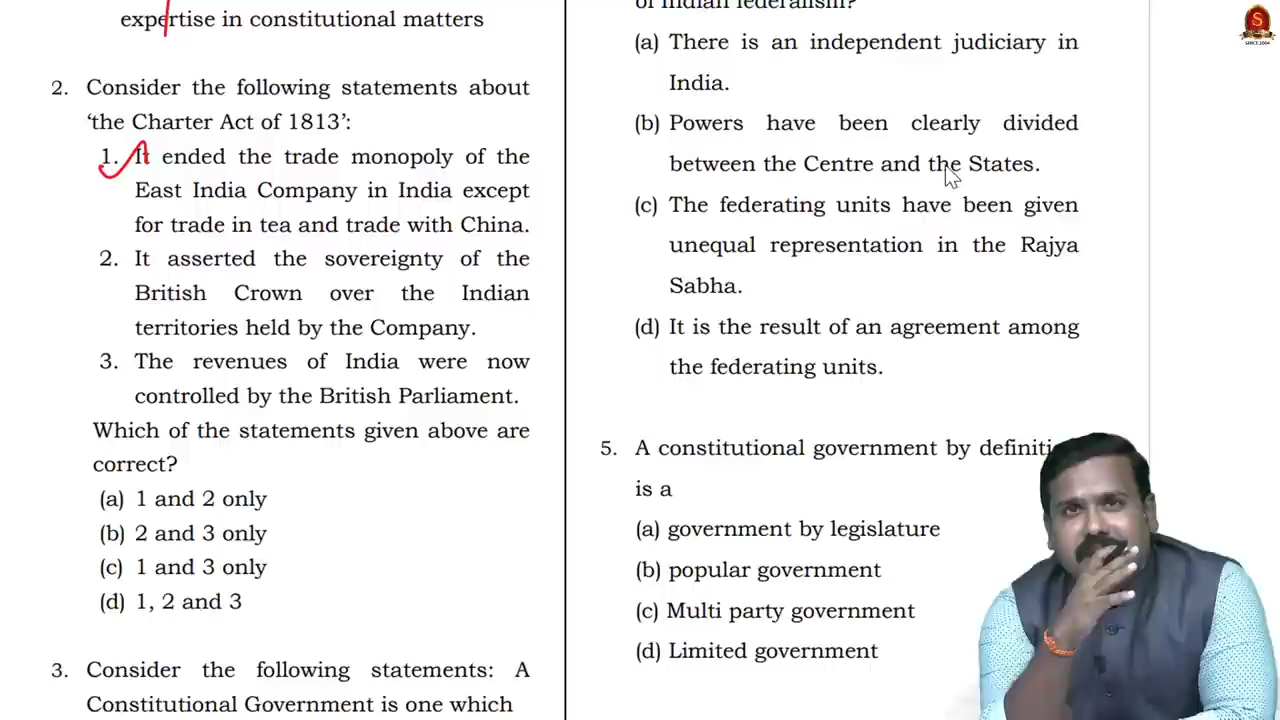 expertise in constitutional matters
2. Consider the following statements about
‘the Charter Act of 1813’:
1. It ended the trade monopoly of the
East India Company in India except
for trade in tea and trade with China.
2. It asserted the sovereignty of the
British Crown over the Indian
territories held by the Company.
3. The revenues of India were now
controlled by the British Parliament.
Which of the statements given above are
correct?
(a) 1 and 2 only
(b) 2 and 3 only
(c) 1 and 3 only
(d) 1, 2 and 3
3. Consider the following statements: A
Constitutional Government is one which
of Indian federalism?
(a) There is an independent judiciary in
India.
(b) Powers have been clearly divided
between the Centre and the States.
(c) The federating units have been given
unequal representation in the Rajya
Sabha.
(d) It is the result of an agreement among
the federating units.
5. A constitutional government by definiti
is a
(a) government by legislature
(b) popular government
(c) Multi party government
(d) Limited government
S
SINCE 2004